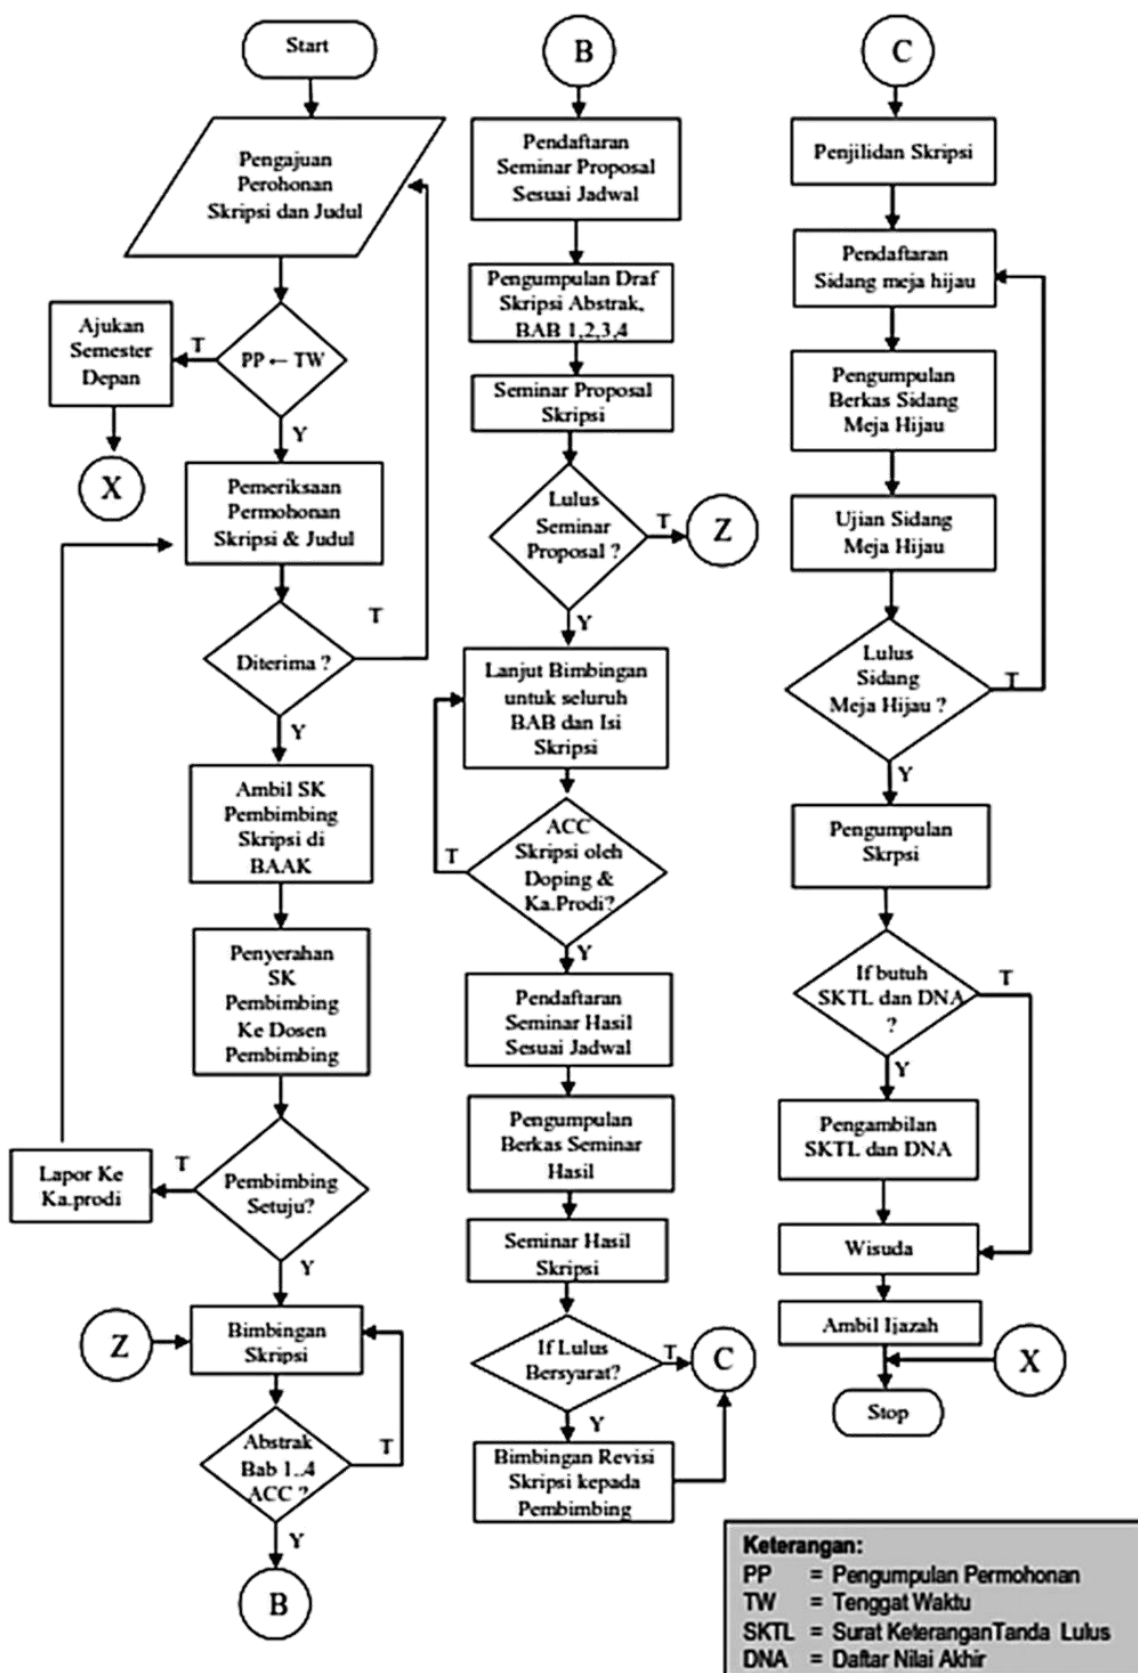 Start
Pengajuan
Perohonan
Skripsi dan Judul
PP ← TW
T
Ajukan
Semester
Depan
X
Y
Pemeriksaan
Permohonan
Skripsi & Judul
Diterima ?
T
Y
Ambil SK
Pembimbing
Skripsi di
BAAK
Penyerahan
SK
Pembimbing
Ke Dosen
Pembimbing
Pembimbing
Setuju?
T
Lapor Ke
Ka.prodi
Y
Z
Bimbingan
Skripsi
Abstrak
Bab 1..4
ACC ?
T
Y
B
B
Pendaftaran
Seminar Proposal
Sesuai Jadwal
Pengumpulan Draf
Skripsi Abstrak,
BAB 1,2,3,4
Seminar Proposal
Skripsi
Lulus
Seminar
Proposal ?
T
Z
Y
Lanjut Bimbingan
untuk seluruh
BAB dan Isi
Skripsi
ACC
Skripsi oleh
Doping &
Ka.Prodi?
T
Y
Pendaftaran
Seminar Hasil
Sesuai Jadwal
Pengumpulan
Berkas Seminar
Hasil
Seminar Hasil
Skripsi
If Lulus
Bersyarat?
T
C
Y
Bimbingan Revisi
Skripsi kepada
Pembimbing
C
Penjilidan Skripsi
Pendaftaran
Sidang meja hijau
Pengumpulan
Berkas Sidang
Meja Hijau
Ujian Sidang
Meja Hijau
Lulus
Sidang
Meja Hijau ?
T
Y
Pengumpulan
Skrpsi
If butuh
SKTL dan DNA
?
T
Y
Pengambilan
SKTL dan DNA
Wisuda
Ambil Ijazah
X
Stop
Keterangan:
PP = Pengumpulan Permohonan
TW = Tenggat Waktu
SKTL = Surat KeteranganTanda Lulus
DNA = Daftar Nilai Akhir